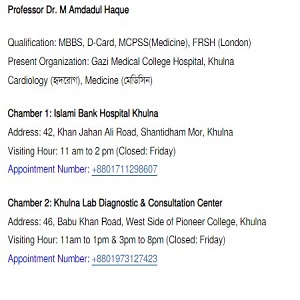 Professor Dr. M Amdadul Haque
Qualification: MBBS, D-Card, MCPSS(Medicine), FRSH (London)
Present Organization: Gazi Medical College Hospital, Khulna
Cardiology (হৃদরোগ), Medicine (মেডিসিন)
Chamber 1: Islami Bank Hospital Khulna
Address: 42, Khan Jahan Ali Road, Shantidham Mor, Khulna
Visiting Hour: 11 am to 2 pm (Closed: Friday)
Appointment Number: +8801711298607
Chamber 2: Khulna Lab Diagnostic & Consultation Center
Address: 46, Babu Khan Road, West Side of Pioneer College, Khulna
Visiting Hour: 11am to 1pm & 3pm to 8pm (Closed: Friday)
Appointment Number: +8801973127423